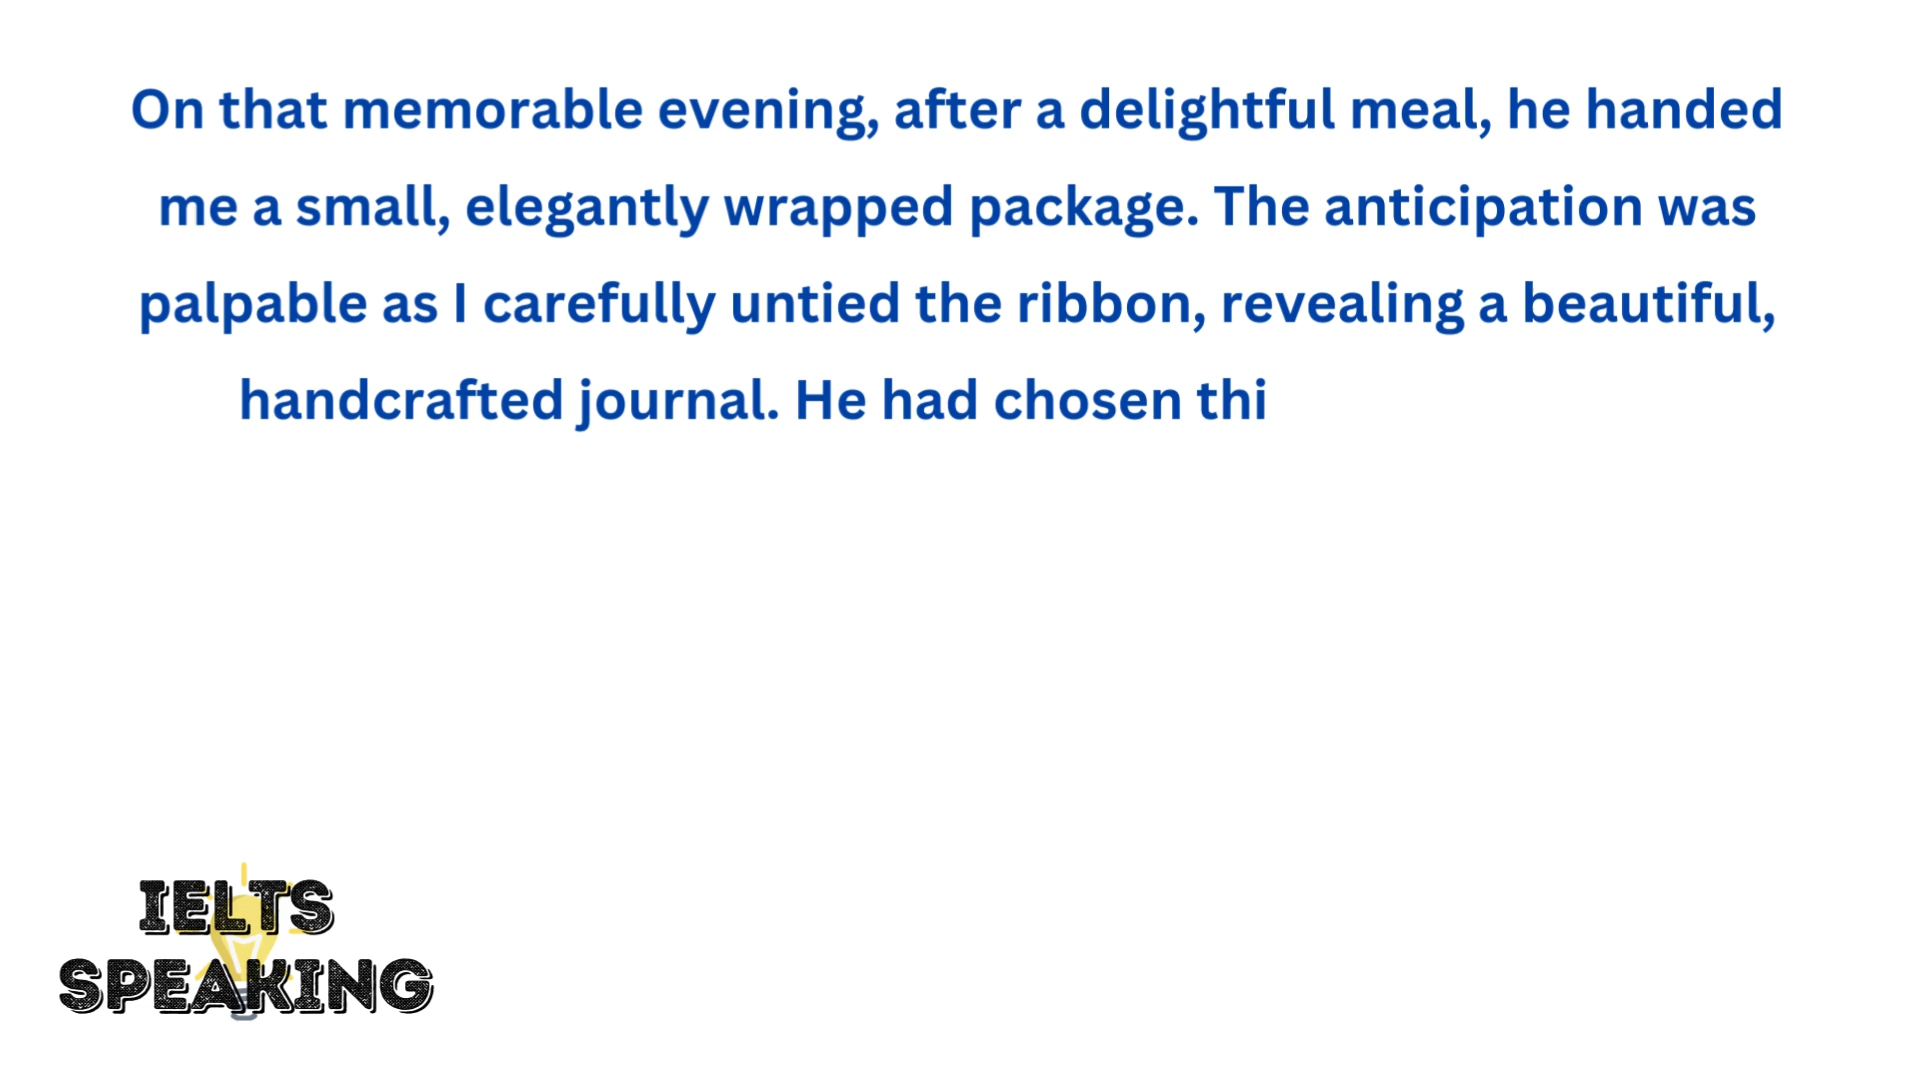 On that memorable evening, after a delightful meal, he handed
me a small, elegantly wrapped package. The anticipation was
palpable as I carefully untied the ribbon, revealing a beautiful,
handcrafted journal. He had chosen thi
IELTS
SPEAKING